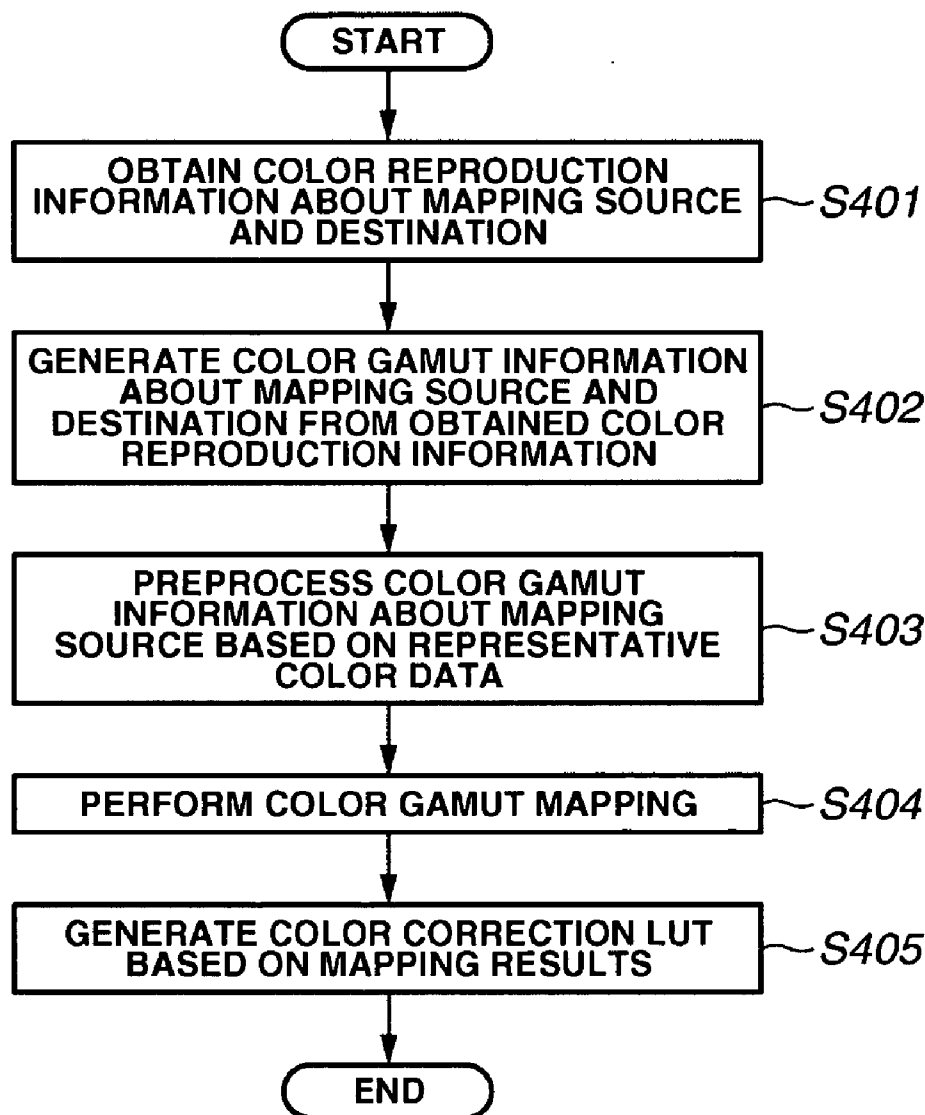 START
OBTAIN COLOR REPRODUCTION
INFORMATION ABOUT MAPPING SOURCE
AND DESTINATION
S401
GENERATE COLOR GAMUT INFORMATION
ABOUT MAPPING SOURCE AND
DESTINATION FROM OBTAINED COLOR
REPRODUCTION INFORMATION
S402
PREPROCESS COLOR GAMUT
INFORMATION ABOUT MAPPING
SOURCE BASED ON REPRESENTATIVE
COLOR DATA
S403
PERFORM COLOR GAMUT MAPPING
S404
GENERATE COLOR CORRECTION LUT
BASED ON MAPPING RESULTS
S405
END